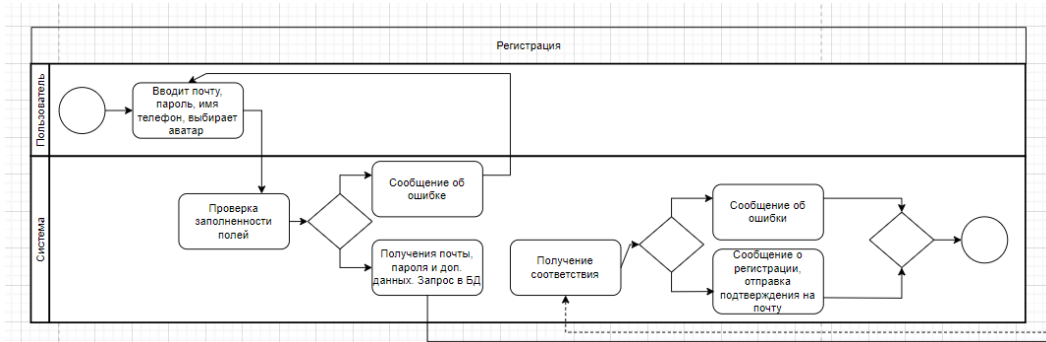 Регистрация
Пользователь
Вводит почту,
пароль, имя
телефон, выбирает
аватар
Система
Проверка
заполненности
полей
Сообщение об
ошибке
Получения почты,
пароля и доп.
данных. Запрос в БД
Получение
соответствия
Сообщение об
ошибки
Сообщение о
регистрации,
отправка
подтверждения на
почту